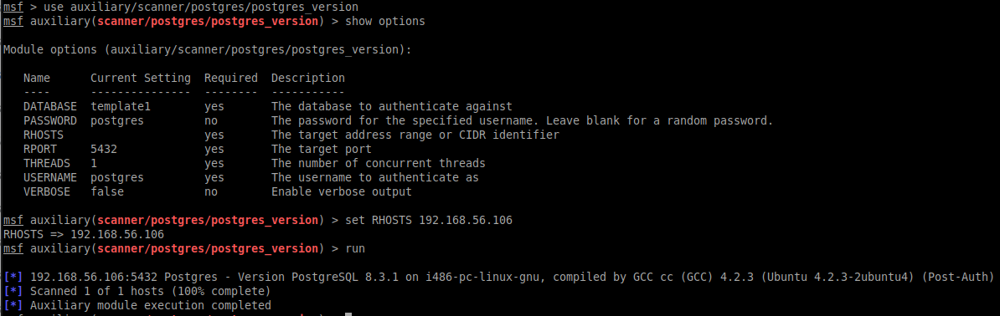 msf > use auxiliary/scanner/postgres/postgres_version
msf auxiliary(scanner/postgres/postgres_version) > show options
Module options (auxiliary/scanner/postgres/postgres_version):
Name Current Setting Required Description
---- --------------- -------- -----------
DATABASE template1 yes The database to authenticate against
PASSWORD postgres no The password for the specified username. Leave blank for a random password.
RHOSTS yes The target address range or CIDR identifier
RPORT 5432 yes The target port
THREADS 1 yes The number of concurrent threads
USERNAME postgres yes The username to authenticate as
VERBOSE false no Enable verbose output
msf auxiliary(scanner/postgres/postgres_version) > set RHOSTS 192.168.56.106
RHOSTS => 192.168.56.106
msf auxiliary(scanner/postgres/postgres_version) > run
[*] 192.168.56.106:5432 Postgres - Version PostgreSQL 8.3.1 on i486-pc-linux-gnu, compiled by GCC cc (GCC) 4.2.3 (Ubuntu 4.2.3-2ubuntu4) (Post-Auth)
[*] Scanned 1 of 1 hosts (100% complete)
[*] Auxiliary module execution completed